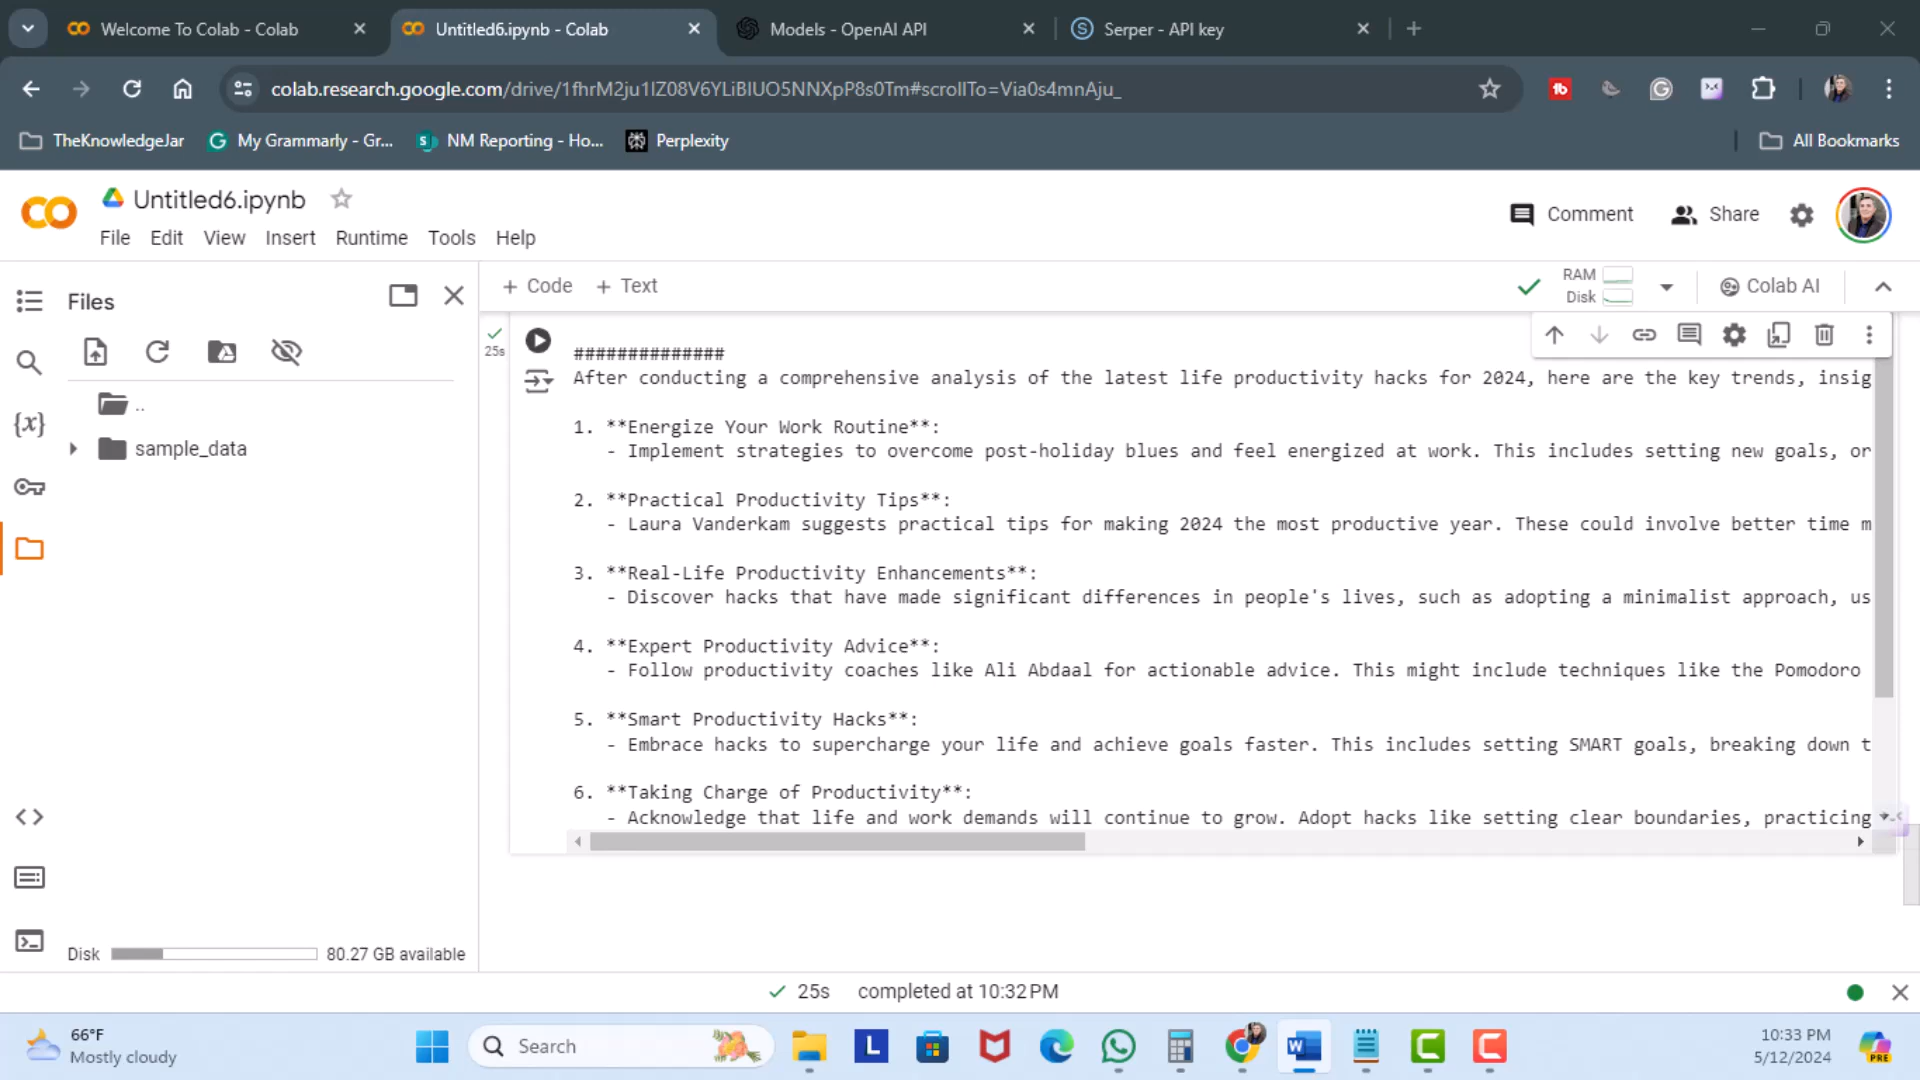 Welcome To Colab - Colab
Untitled6.ipynb - Colab
Models - OpenAI API
Serper - API key
colab.research.google.com/drive/1fhrM2ju1lZ08V6YLiBIUO5NNXpP8s0Tm#scrollTo=Via0s4mnAju_
TheKnowledgeJar
My Grammarly - Gr...
NM Reporting - Ho...
Perplexity
All Bookmarks
Untitled6.ipynb
Comment
Share
File Edit View Insert Runtime Tools Help
Files
+ Code + Text
RAM
Disk
Colab AI
25s
##############
After conducting a comprehensive analysis of the latest life productivity hacks for 2024, here are the key trends, insig
1. **Energize Your Work Routine**:
- Implement strategies to overcome post-holiday blues and feel energized at work. This includes setting new goals, or
2. **Practical Productivity Tips**:
- Laura Vanderkam suggests practical tips for making 2024 the most productive year. These could involve better time m
3. **Real-Life Productivity Enhancements**:
- Discover hacks that have made significant differences in people's lives, such as adopting a minimalist approach, us
4. **Expert Productivity Advice**:
- Follow productivity coaches like Ali Abdaal for actionable advice. This might include techniques like the Pomodoro
5. **Smart Productivity Hacks**:
- Embrace hacks to supercharge your life and achieve goals faster. This includes setting SMART goals, breaking down t
6. **Taking Charge of Productivity**:
- Acknowledge that life and work demands will continue to grow. Adopt hacks like setting clear boundaries, practicing
..
sample_data
{x}
Disk
80.27 GB available
25s completed at 10:32 PM
66°F
Mostly cloudy
Search
10:33 PM
5/12/2024
PRE